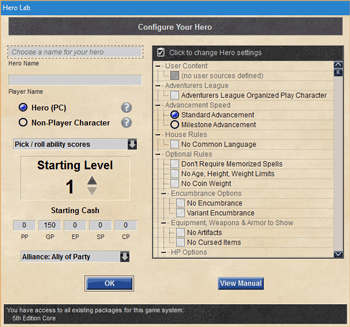 Hero Lab
Configure Your Hero
Choose a name for your hero
Hero Name
Player Name
Hero (PC) ?
Non-Player Character ?
Pick / roll ability scores
Starting Level
1
Starting Cash
0 150 0 0 0
PP GP EP SP CP
Alliance: Ally of Party
Click to change Hero settings
User Content
(no user sources defined)
Adventurers League
Adventurers League Organized Play Character
Advancement Speed
Standard Advancement
Milestone Advancement
House Rules
No Common Language
Optional Rules
Don't Require Memorized Spells
No Age, Height, Weight Limits
No Coin Weight
Encumbrance Options
No Encumbrance
Variant Encumbrance
Equipment, Weapons & Armor to Show
No Artifacts
No Cursed Items
HP Options
OK
View Manual
You have access to all existing packages for this game system:
5th Edition Core